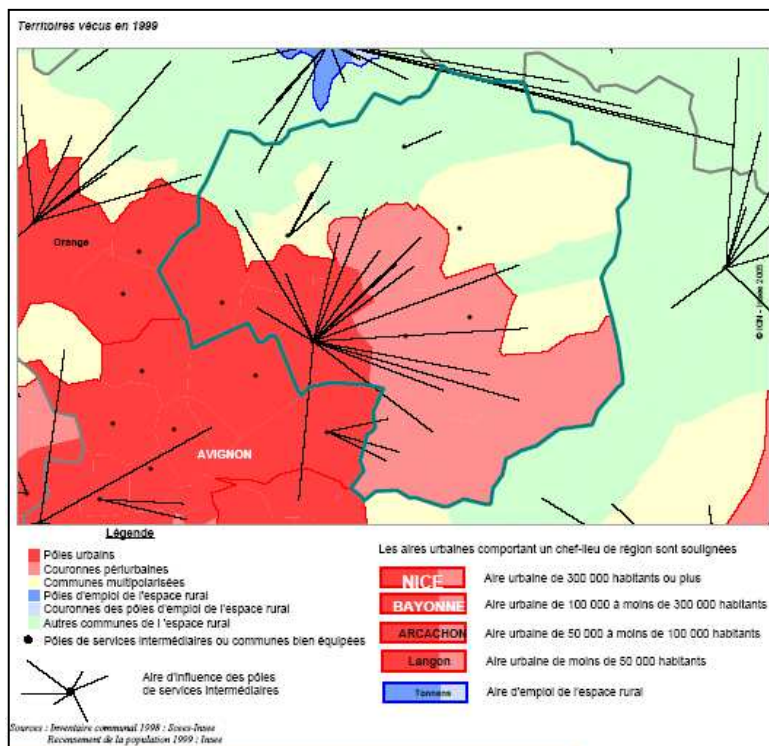 Territoires vécus en 1999
Orange
AVIGNON
© IGN - Insee 2005
Légende
Pôles urbains
Couronnes périurbaines
Communes multipolarisées
Pôles d'emploi de l'espace rural
Couronnes des pôles d'emploi de l'espace rural
Autres communes de l 'espace rural
Pôles de services intermédiaires ou communes bien équipées
Aire d'influence des pôles
de services intermédiaires
Les aires urbaines comportant un chef-lieu de région sont soulignées
NICE Aire urbaine de 300 000 habitants ou plus
BAYONNE Aire urbaine de 100 000 à moins de 300 000 habitants
ARCACHON Aire urbaine de 50 000 à moins de 100 000 habitants
Langon Aire urbaine de moins de 50 000 habitants
Tonneins Aire d'emploi de l'espace rural
Sources : Inventaire communal 1998 : Scees-Insee
Recensement de la population 1999 : Insee